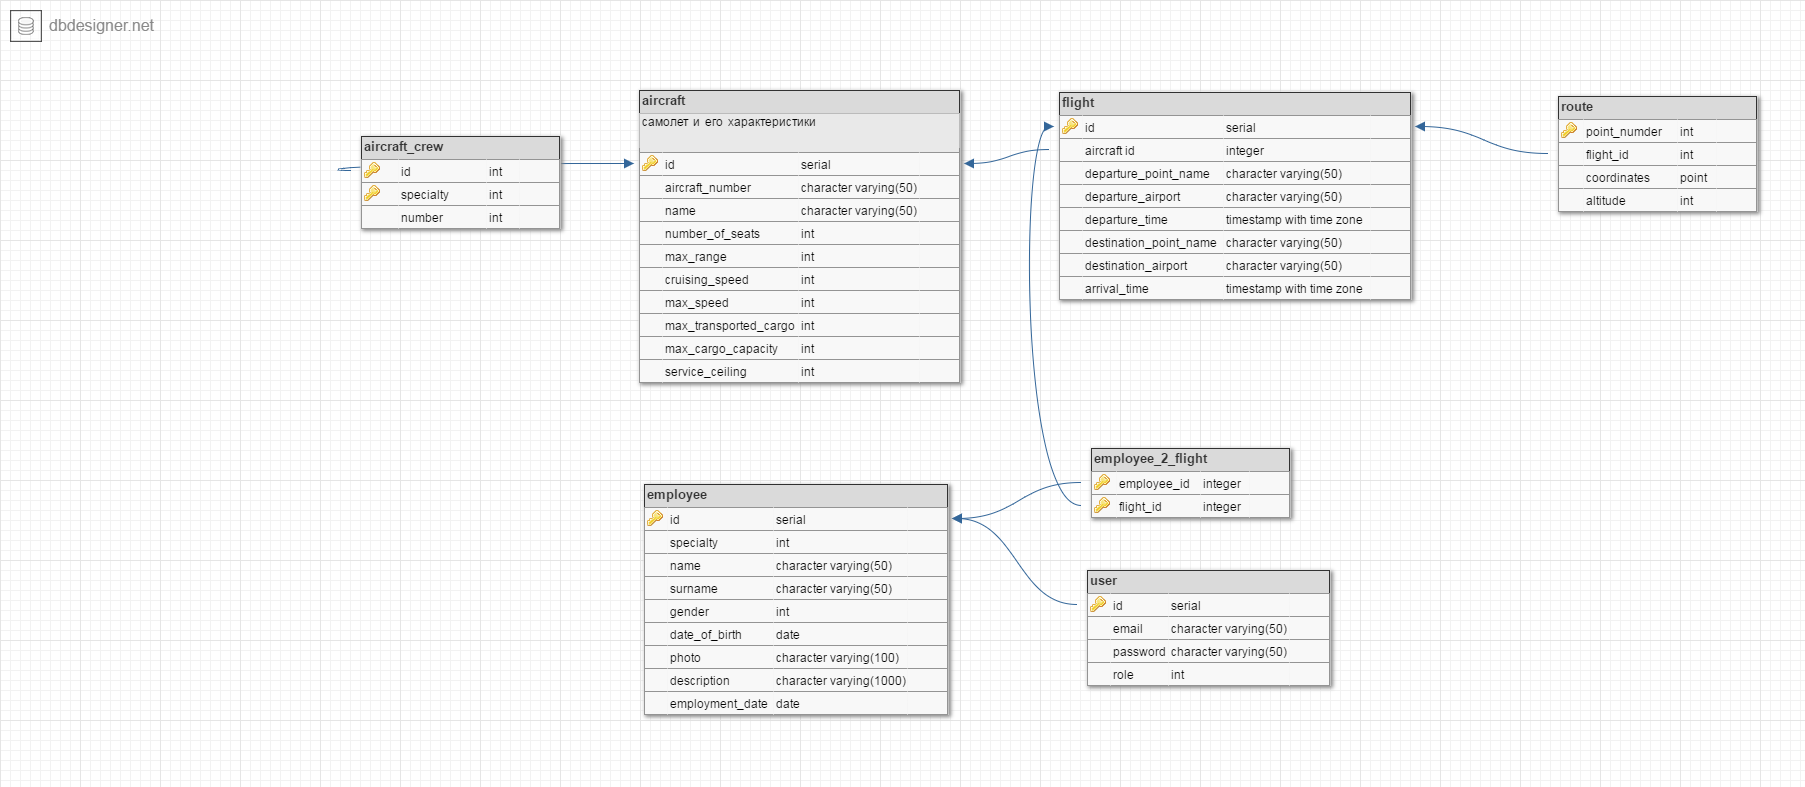 dbdesigner.net
aircraft_crew
id int
specialty int
number int
aircraft
самолет и его характеристики
id serial
aircraft_number character varying(50)
name character varying(50)
number_of_seats int
max_range int
cruising_speed int
max_speed int
max_transported_cargo int
max_cargo_capacity int
service_ceiling int
flight
id serial
aircraft id integer
departure_point_name character varying(50)
departure_airport character varying(50)
departure_time timestamp with time zone
destination_point_name character varying(50)
destination_airport character varying(50)
arrival_time timestamp with time zone
route
point_numder int
flight_id int
coordinates point
altitude int
employee
id serial
specialty int
name character varying(50)
surname character varying(50)
gender int
date_of_birth date
photo character varying(100)
description character varying(1000)
employment_date date
employee_2_flight
employee_id integer
flight_id integer
user
id serial
email character varying(50)
password character varying(50)
role int